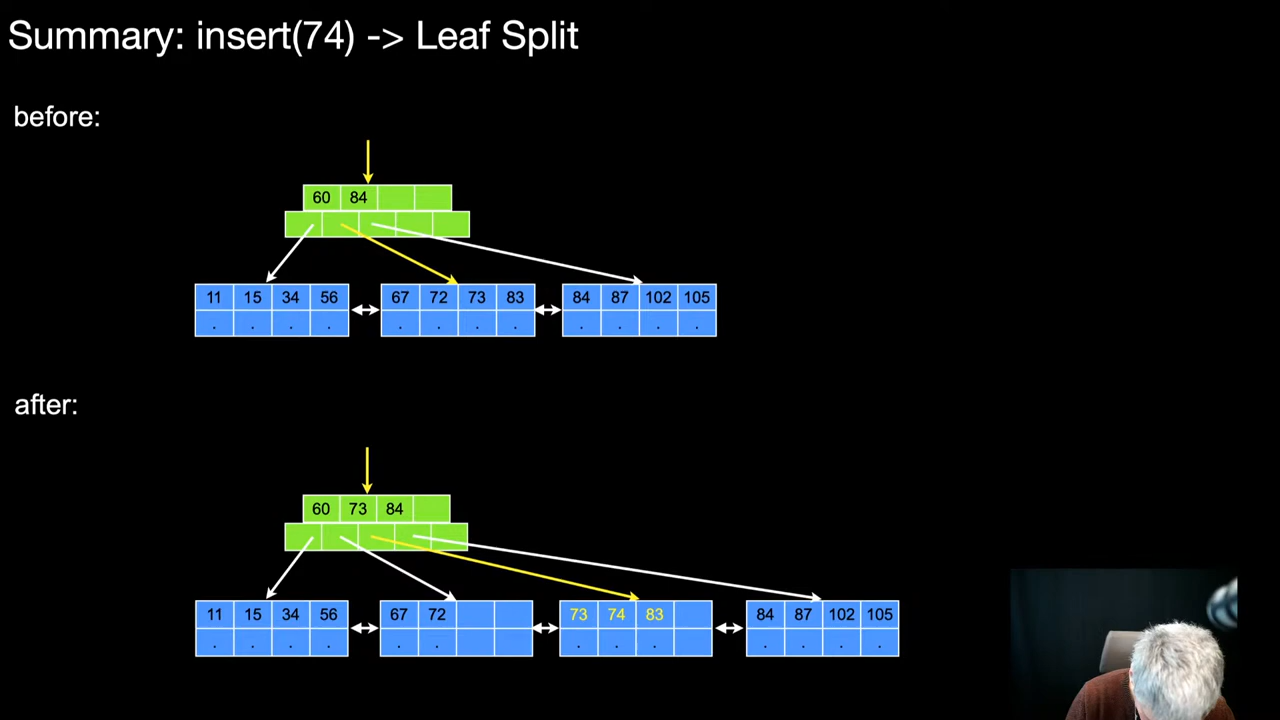 Summary: insert(74) -> Leaf Split
before:
60 84
11 15 34 56 67 72 73 83 84 87 102 105
. . . . . . . . . . . .
after:
60 73 84
11 15 34 56 67 72 73 74 83 84 87 102 105
. . . . . . . . . . . . .